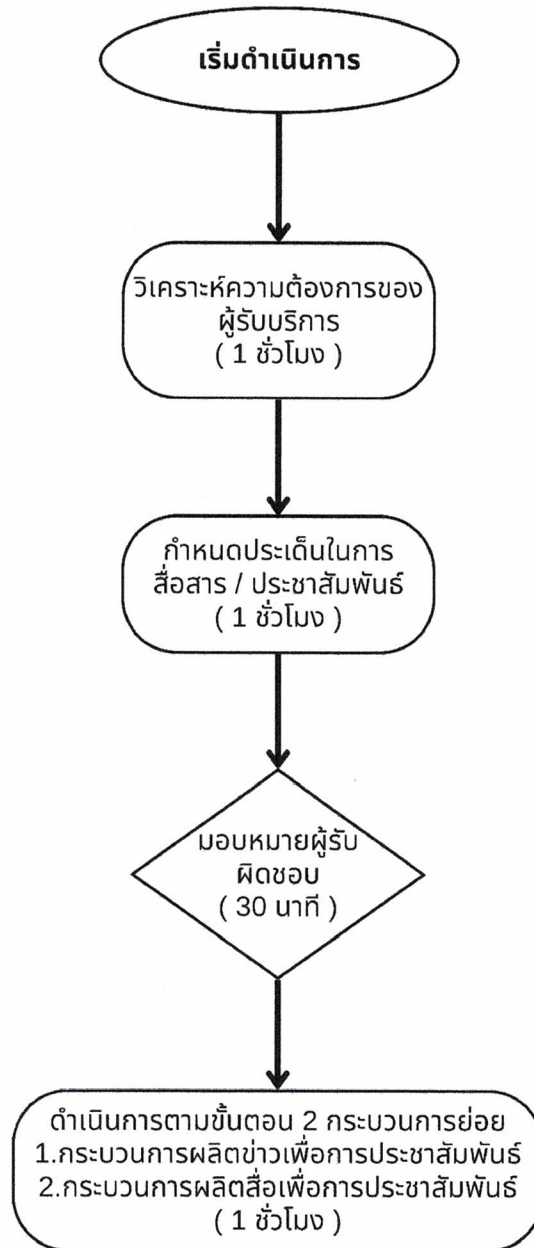 เริ่มดำเนินการ
วิเคราะห์ความต้องการของ
ผู้รับบริการ
( 1 ชั่วโมง )
กำหนดประเด็นในการ
สื่อสาร / ประชาสัมพันธ์
( 1 ชั่วโมง )
มอบหมายผู้รับ
ผิดชอบ
( 30 นาที )
ดำเนินการตามขั้นตอน 2 กระบวนการย่อย
1.กระบวนการผลิตข่าวเพื่อการประชาสัมพันธ์
2.กระบวนการผลิตสื่อเพื่อการประชาสัมพันธ์
( 1 ชั่วโมง )